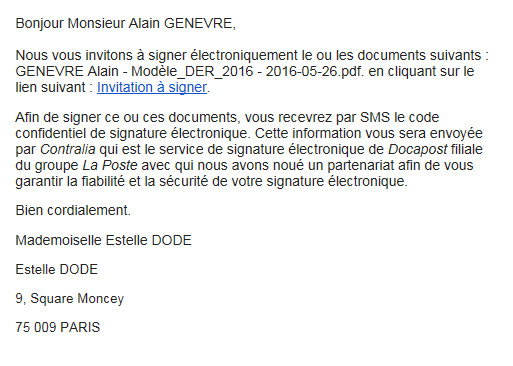 Bonjour Monsieur Alain GENEVRE,
Nous vous invitons à signer électroniquement le ou les documents suivants :
GENEVRE Alain - Modèle_DER_2016 - 2016-05-26.pdf. en cliquant sur le
lien suivant : Invitation à signer.
Afin de signer ce ou ces documents, vous recevrez par SMS le code
confidentiel de signature électronique. Cette information vous sera envoyée
par Contralia qui est le service de signature électronique de Docapost filiale
du groupe La Poste avec qui nous avons noué un partenariat afin de vous
garantir la fiabilité et la sécurité de votre signature électronique.
Bien cordialement.
Mademoiselle Estelle DODE
Estelle DODE
9, Square Moncey
75 009 PARIS